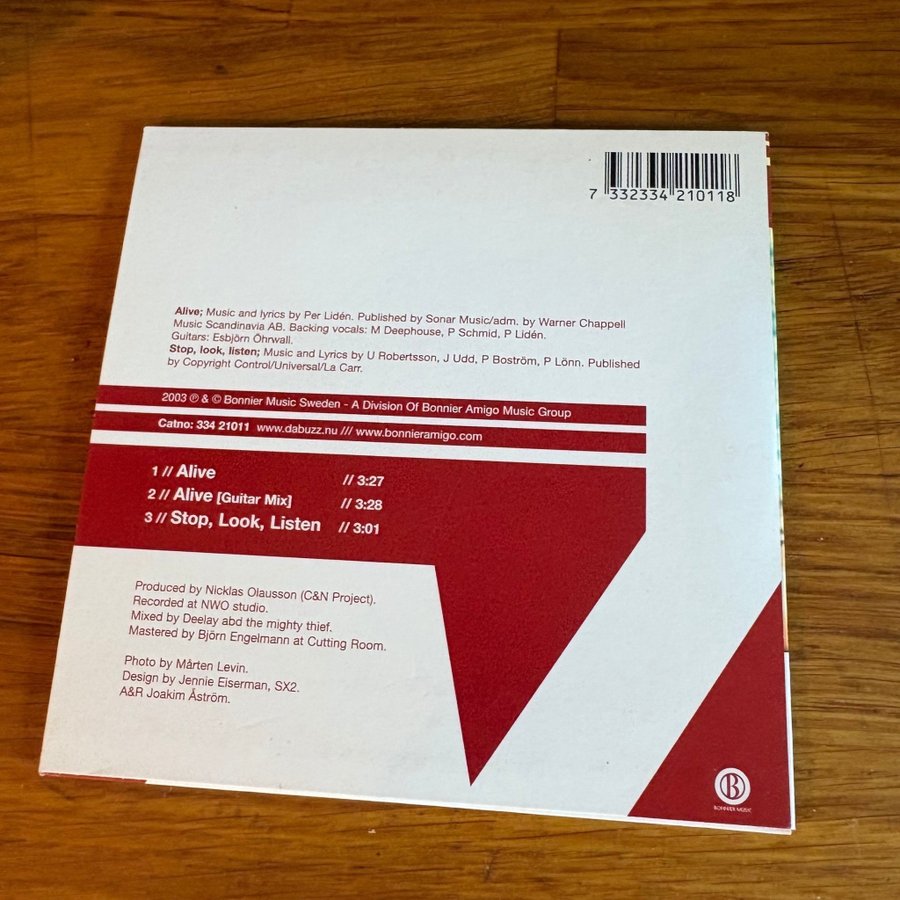 7 332334 210118
Alive; Music and lyrics by Per Lidén. Published by Sonar Music/adm. by Warner Chappell
Music Scandinavia AB. Backing vocals: M Deephouse, P Schmid, P Lidén.
Guitars: Esbjörn Öhrwall.
Stop, look, listen; Music and Lyrics by U Robertsson, J Udd, P Boström, P Lönn. Published
by Copyright Control/Universal/La Carr.
2003 ℗ & © Bonnier Music Sweden - A Division Of Bonnier Amigo Music Group
Catno: 334 21011 www.dabuzz.nu /// www.bonnieramigo.com
1 // Alive // 3:27
2 // Alive [Guitar Mix] // 3:28
3 // Stop, Look, Listen // 3:01
Produced by Nicklas Olausson (C&N Project).
Recorded at NWO studio.
Mixed by Deelay abd the mighty thief.
Mastered by Björn Engelmann at Cutting Room.
Photo by Mårten Levin.
Design by Jennie Eiserman, SX2.
A&R Joakim Åström.
B
BONNIER MUSIC